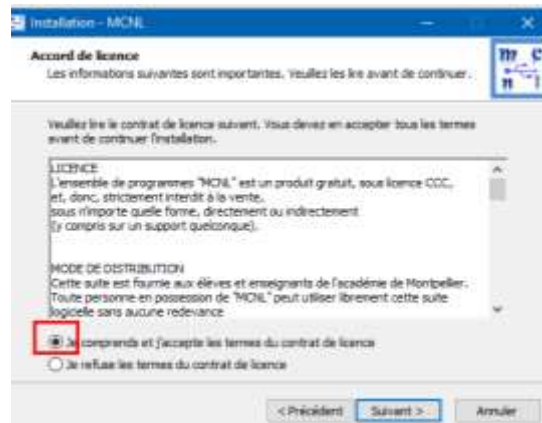 Installation - MCNL
Accord de licence
Les informations suivantes sont importantes. Veuillez les lire avant de continuer.
m c
n l
Veuillez lire le contrat de licence suivant. Vous devez en accepter tous les termes
avant de continuer l'installation.
LICENCE
L'ensemble de programmes "MCNL" est un produit gratuit, sous licence CCC,
et, donc, strictement interdit à la vente,
sous n'importe quelle forme, directement ou indirectement
(y compris sur un support quelconque).
MODE DE DISTRIBUTION
Cette suite est fournie aux élèves et enseignants de l'académie de Montpellier.
Toute personne en possession de "MCNL" peut utiliser librement cette suite
logicielle sans aucune redevance
Je comprends et j'accepte les termes du contrat de licence
Je refuse les termes du contrat de licence
< Précédent Suivant > Annuler